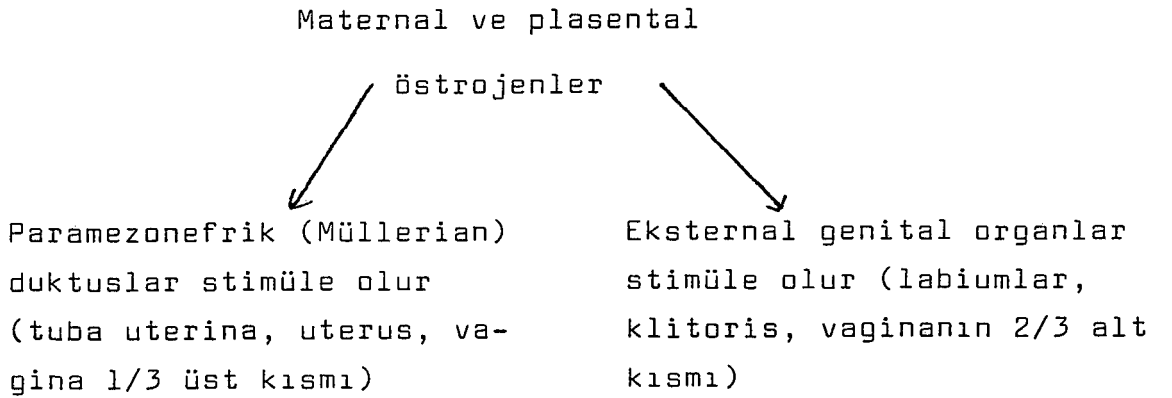 Maternal ve plasental
östrojenler
Paramezonefrik (Müllerian)
duktuslar stimüle olur
(tuba uterina, uterus, va-
gina 1/3 üst kısmı)
Eksternal genital organlar
stimüle olur (labiumlar,
klitoris, vaginanın 2/3 alt
kısmı)